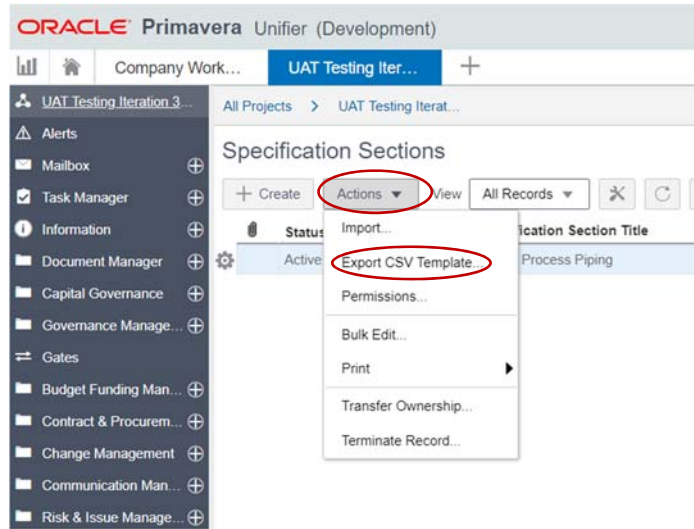 ORACLE Primavera Unifier (Development)
Company Work... UAT Testing Iter...
UAT Testing Iteration 3... All Projects > UAT Testing Iterat...
Alerts
Specification Sections
Mailbox
Task Manager + Create Actions View All Records
Information Status ication Section Title
Import...
Document Manager Active Export CSV Template... Process Piping
Capital Governance Permissions...
Governance Manage...
Bulk Edit...
Gates Print
Budget Funding Man...
Transfer Ownership...
Contract & Procurem...
Terminate Record...
Change Management
Communication Man...
Risk & Issue Manage...